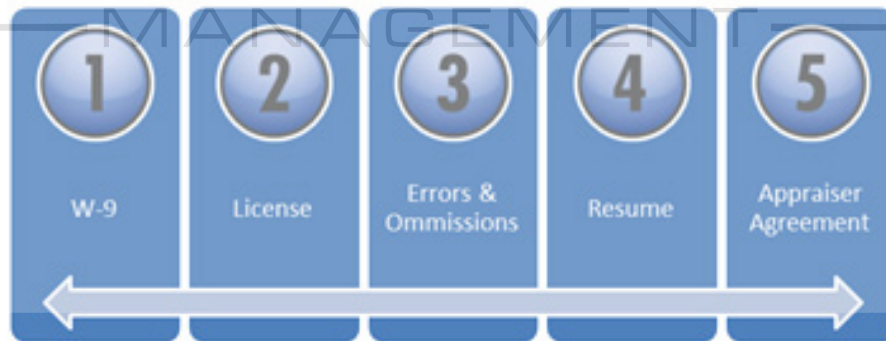 MANAGEMENT
1
W-9
2
License
3
Errors &
Ommissions
4
Resume
5
Appraiser
Agreement